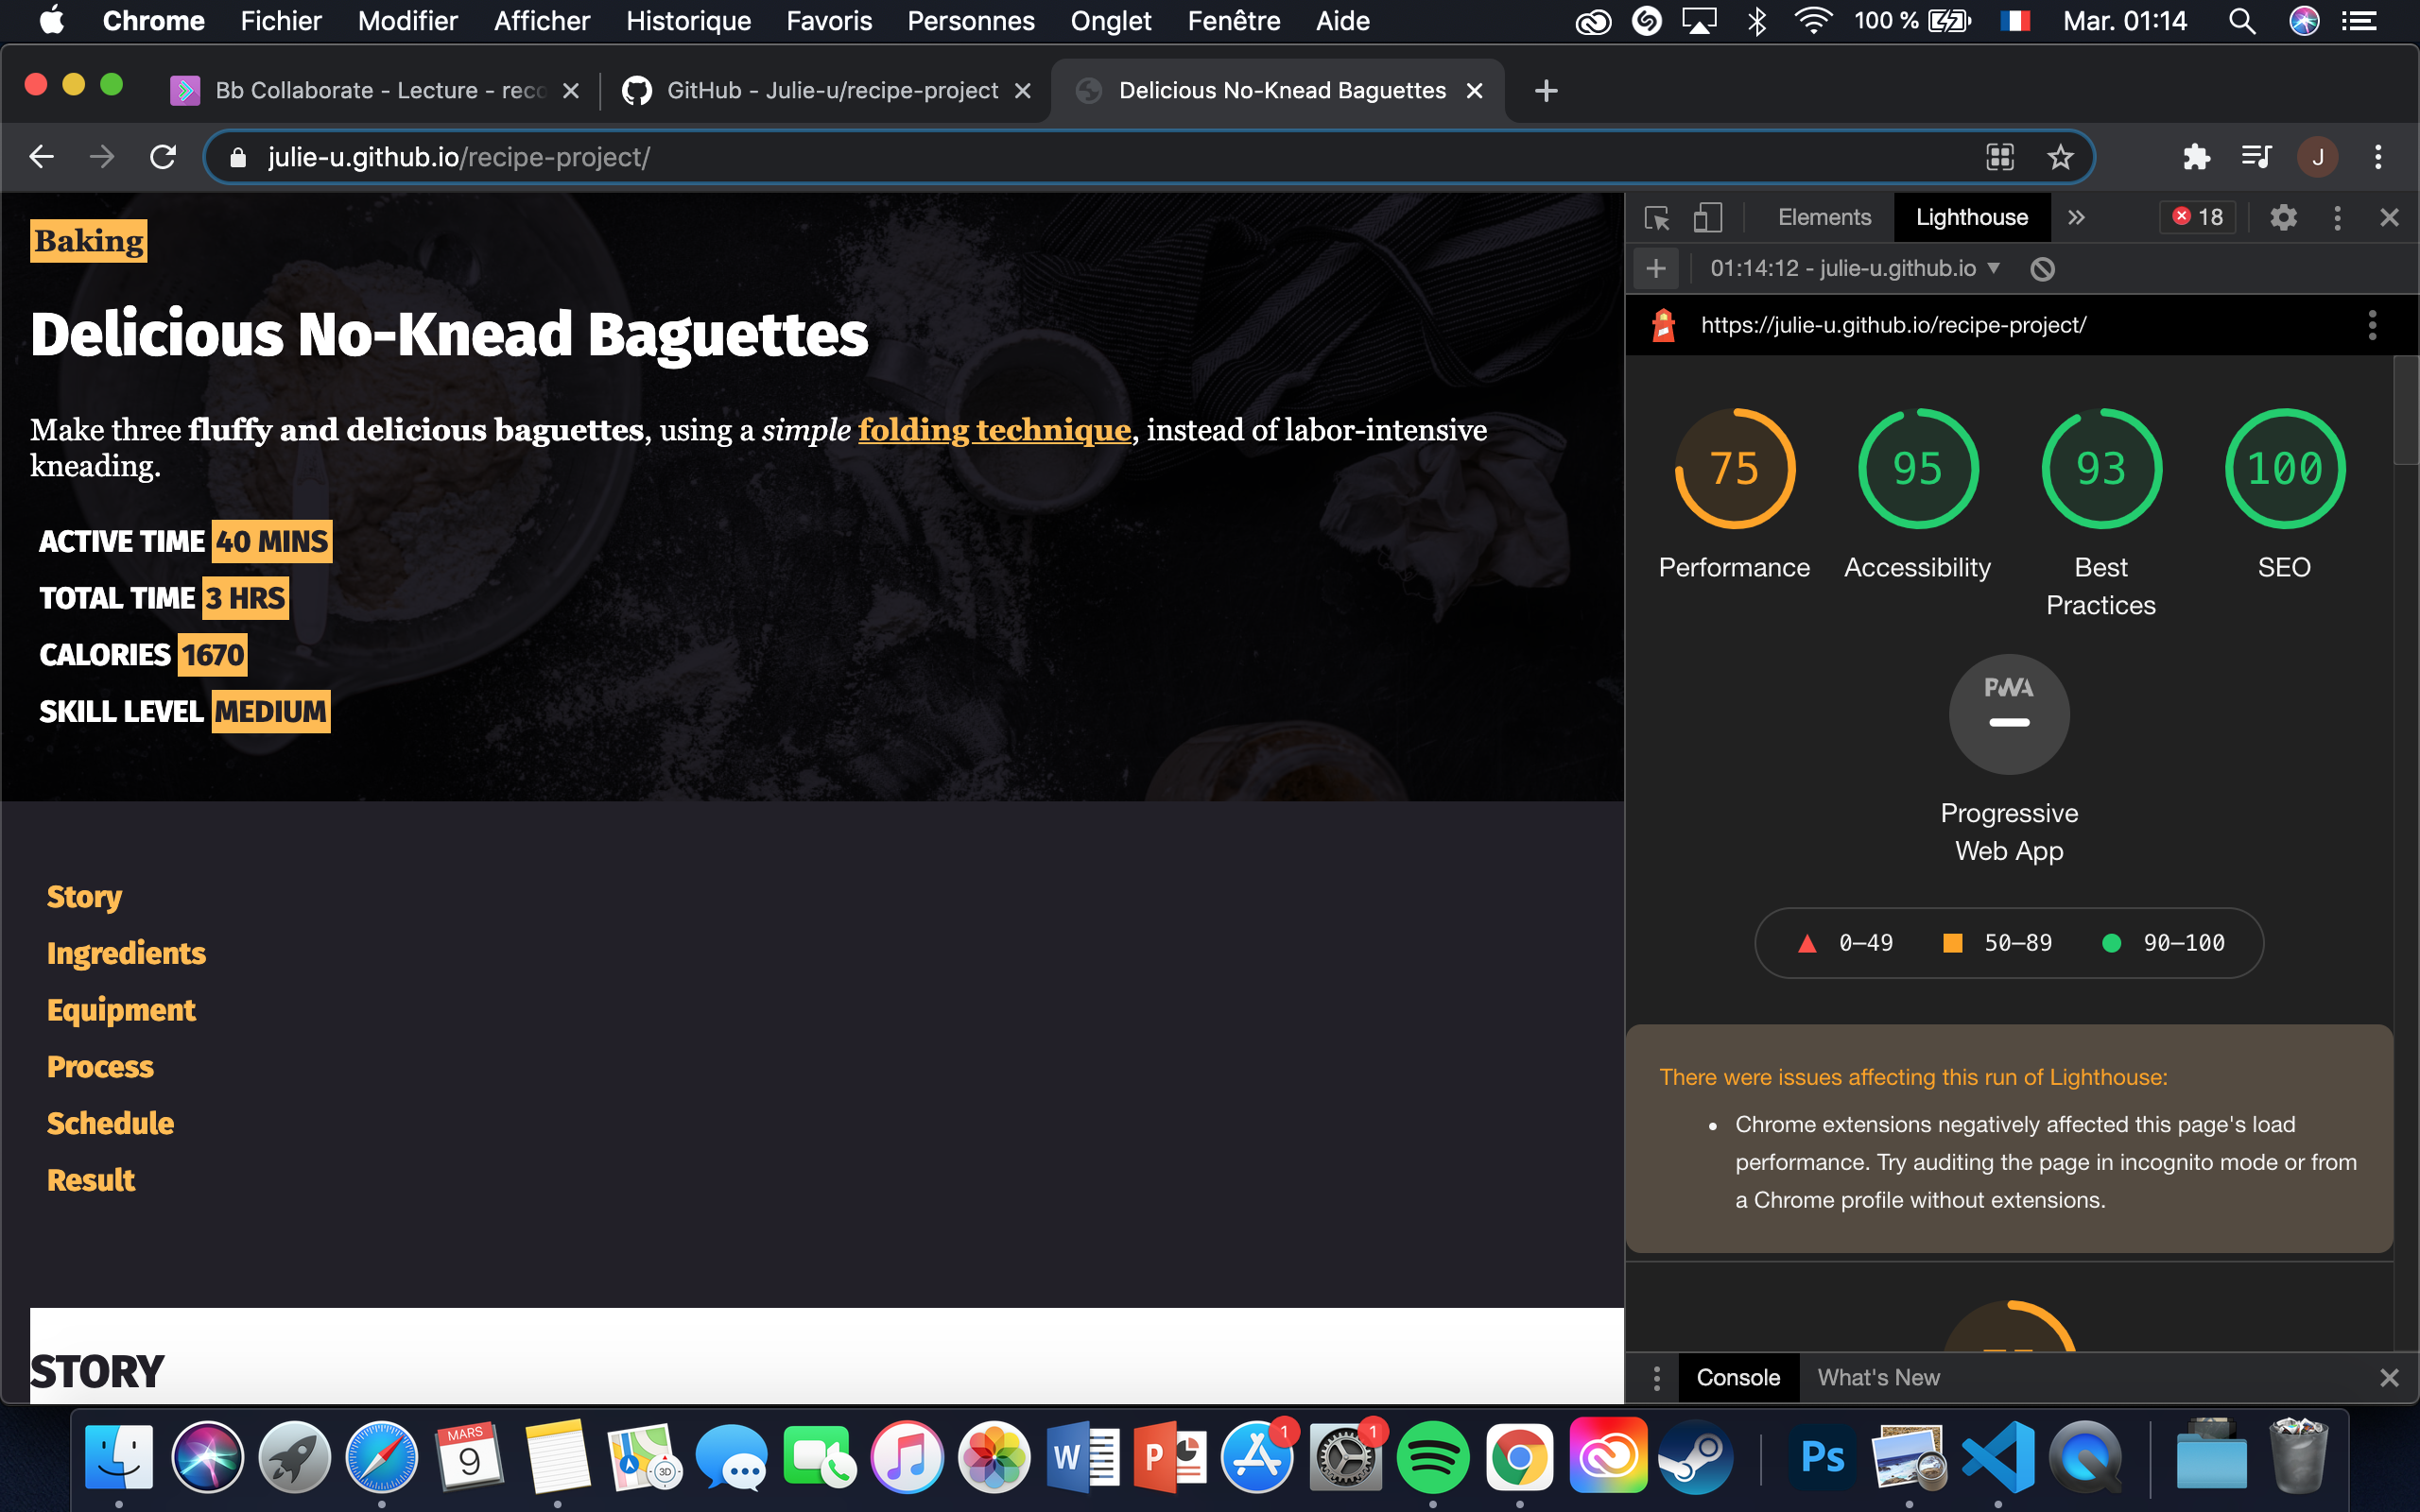 Chrome Fichier Modifier Afficher Historique Favoris Personnes Onglet Fenêtre Aide 100 % Mar. 01:14
Bb Collaborate - Lecture - reco
GitHub - Julie-u/recipe-project
Delicious No-Knead Baguettes
julie-u.github.io/recipe-project/
J
Baking
Delicious No-Knead Baguettes
Make three fluffy and delicious baguettes, using a simple folding technique, instead of labor-intensive
kneading.
ACTIVE TIME 40 MINS
TOTAL TIME 3 HRS
CALORIES 1670
SKILL LEVEL MEDIUM
Story
Ingredients
Equipment
Process
Schedule
Result
STORY
Elements Lighthouse » 18
01:14:12 - julie-u.github.io
https://julie-u.github.io/recipe-project/
75 95 93 100
Performance Accessibility Best SEO
Practices
PWA
Progressive
Web App
0–49 50–89 90–100
There were issues affecting this run of Lighthouse:
Chrome extensions negatively affected this page's load
performance. Try auditing the page in incognito mode or from
a Chrome profile without extensions.
Console What's New
MARS
9
3D
W
P
1
1
Ps